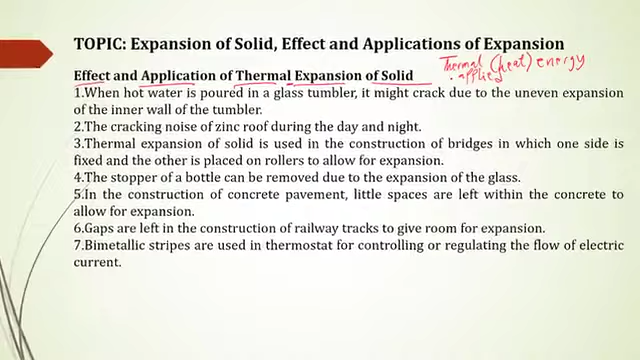 TOPIC: Expansion of Solid, Effect and Applications of Expansion
Thermal (heat) energy
Effect and Application of Thermal Expansion of Solid
applied
1.When hot water is poured in a glass tumbler, it might crack due to the uneven expansion
of the inner wall of the tumbler.
2.The cracking noise of zinc roof during the day and night.
3.Thermal expansion of solid is used in the construction of bridges in which one side is
fixed and the other is placed on rollers to allow for expansion.
4.The stopper of a bottle can be removed due to the expansion of the glass.
5.In the construction of concrete pavement, little spaces are left within the concrete to
allow for expansion.
6.Gaps are left in the construction of railway tracks to give room for expansion.
7.Bimetallic stripes are used in thermostat for controlling or regulating the flow of electric
current.